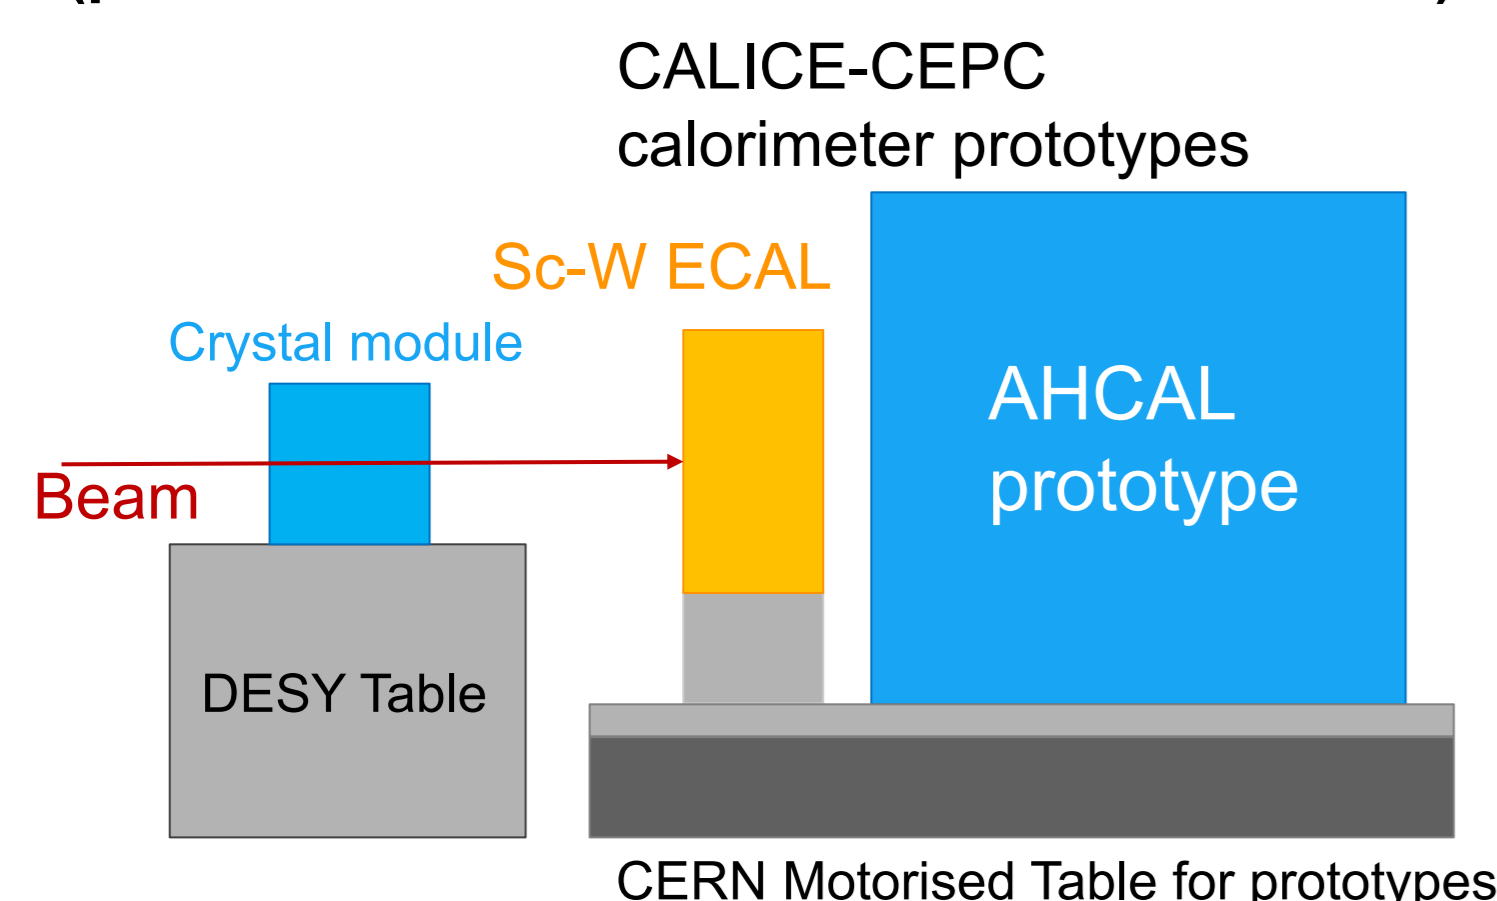 CALICE-CEPC
calorimeter prototypes
Sc-W ECAL
Crystal module
AHCAL
prototype
Beam
DESY Table
CERN Motorised Table for prototypes